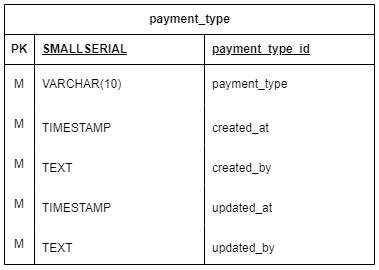 payment_type
PK SMALLSERIAL payment_type_id
M VARCHAR(10) payment_type
M TIMESTAMP created_at
M TEXT created_by
M TIMESTAMP updated_at
M TEXT updated_by